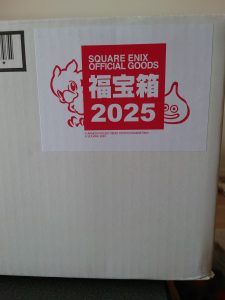 SQUARE ENIX
OFFICIAL GOODS
福宝箱
2025